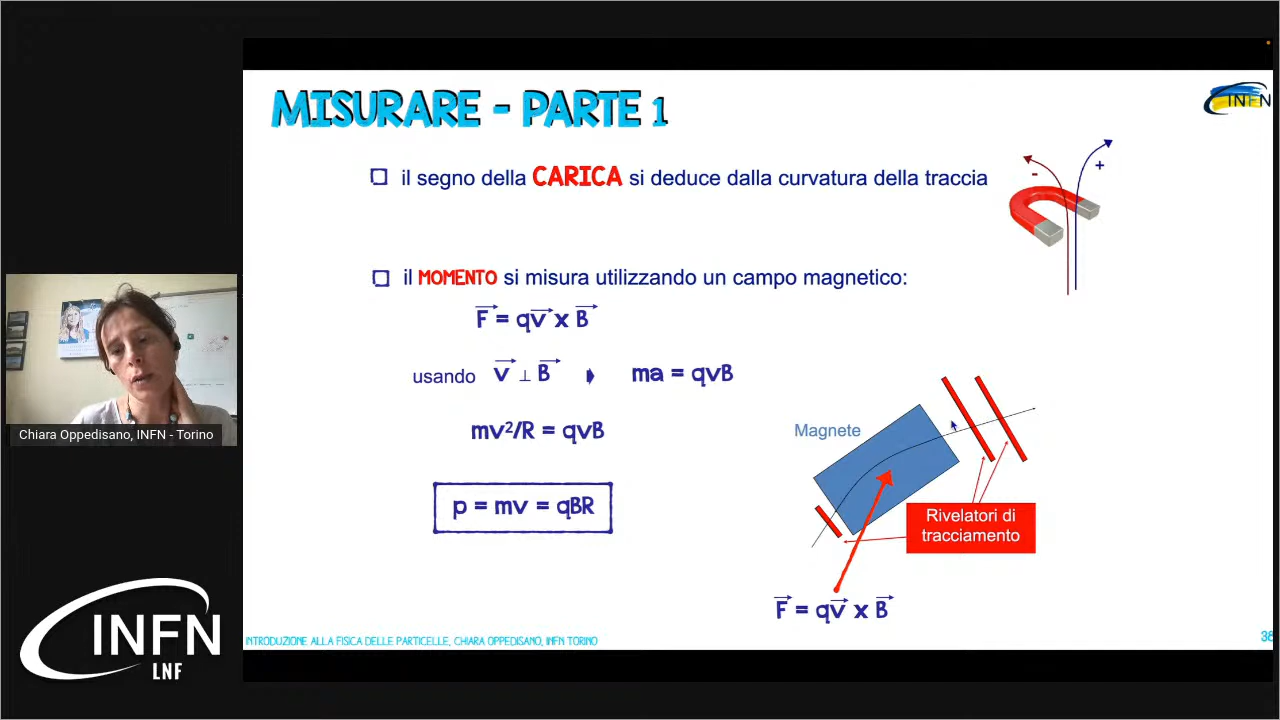 MISURARE - PARTE 1
INFN
il segno della CARICA si deduce dalla curvatura della traccia
- +
il MOMENTO si misura utilizzando un campo magnetico:
F = qv x B
usando v ⊥ B ma = qvB
mv²/R = qvB
Magnete
p = mv = qBR
Rivelatori di
tracciamento
F = qv x B
INTRODUZIONE ALLA FISICA DELLE PARTICELLE, CHIARA OPPEDISANO, INFN TORINO
38
Chiara Oppedisano, INFN - Torino
INFN
LNF